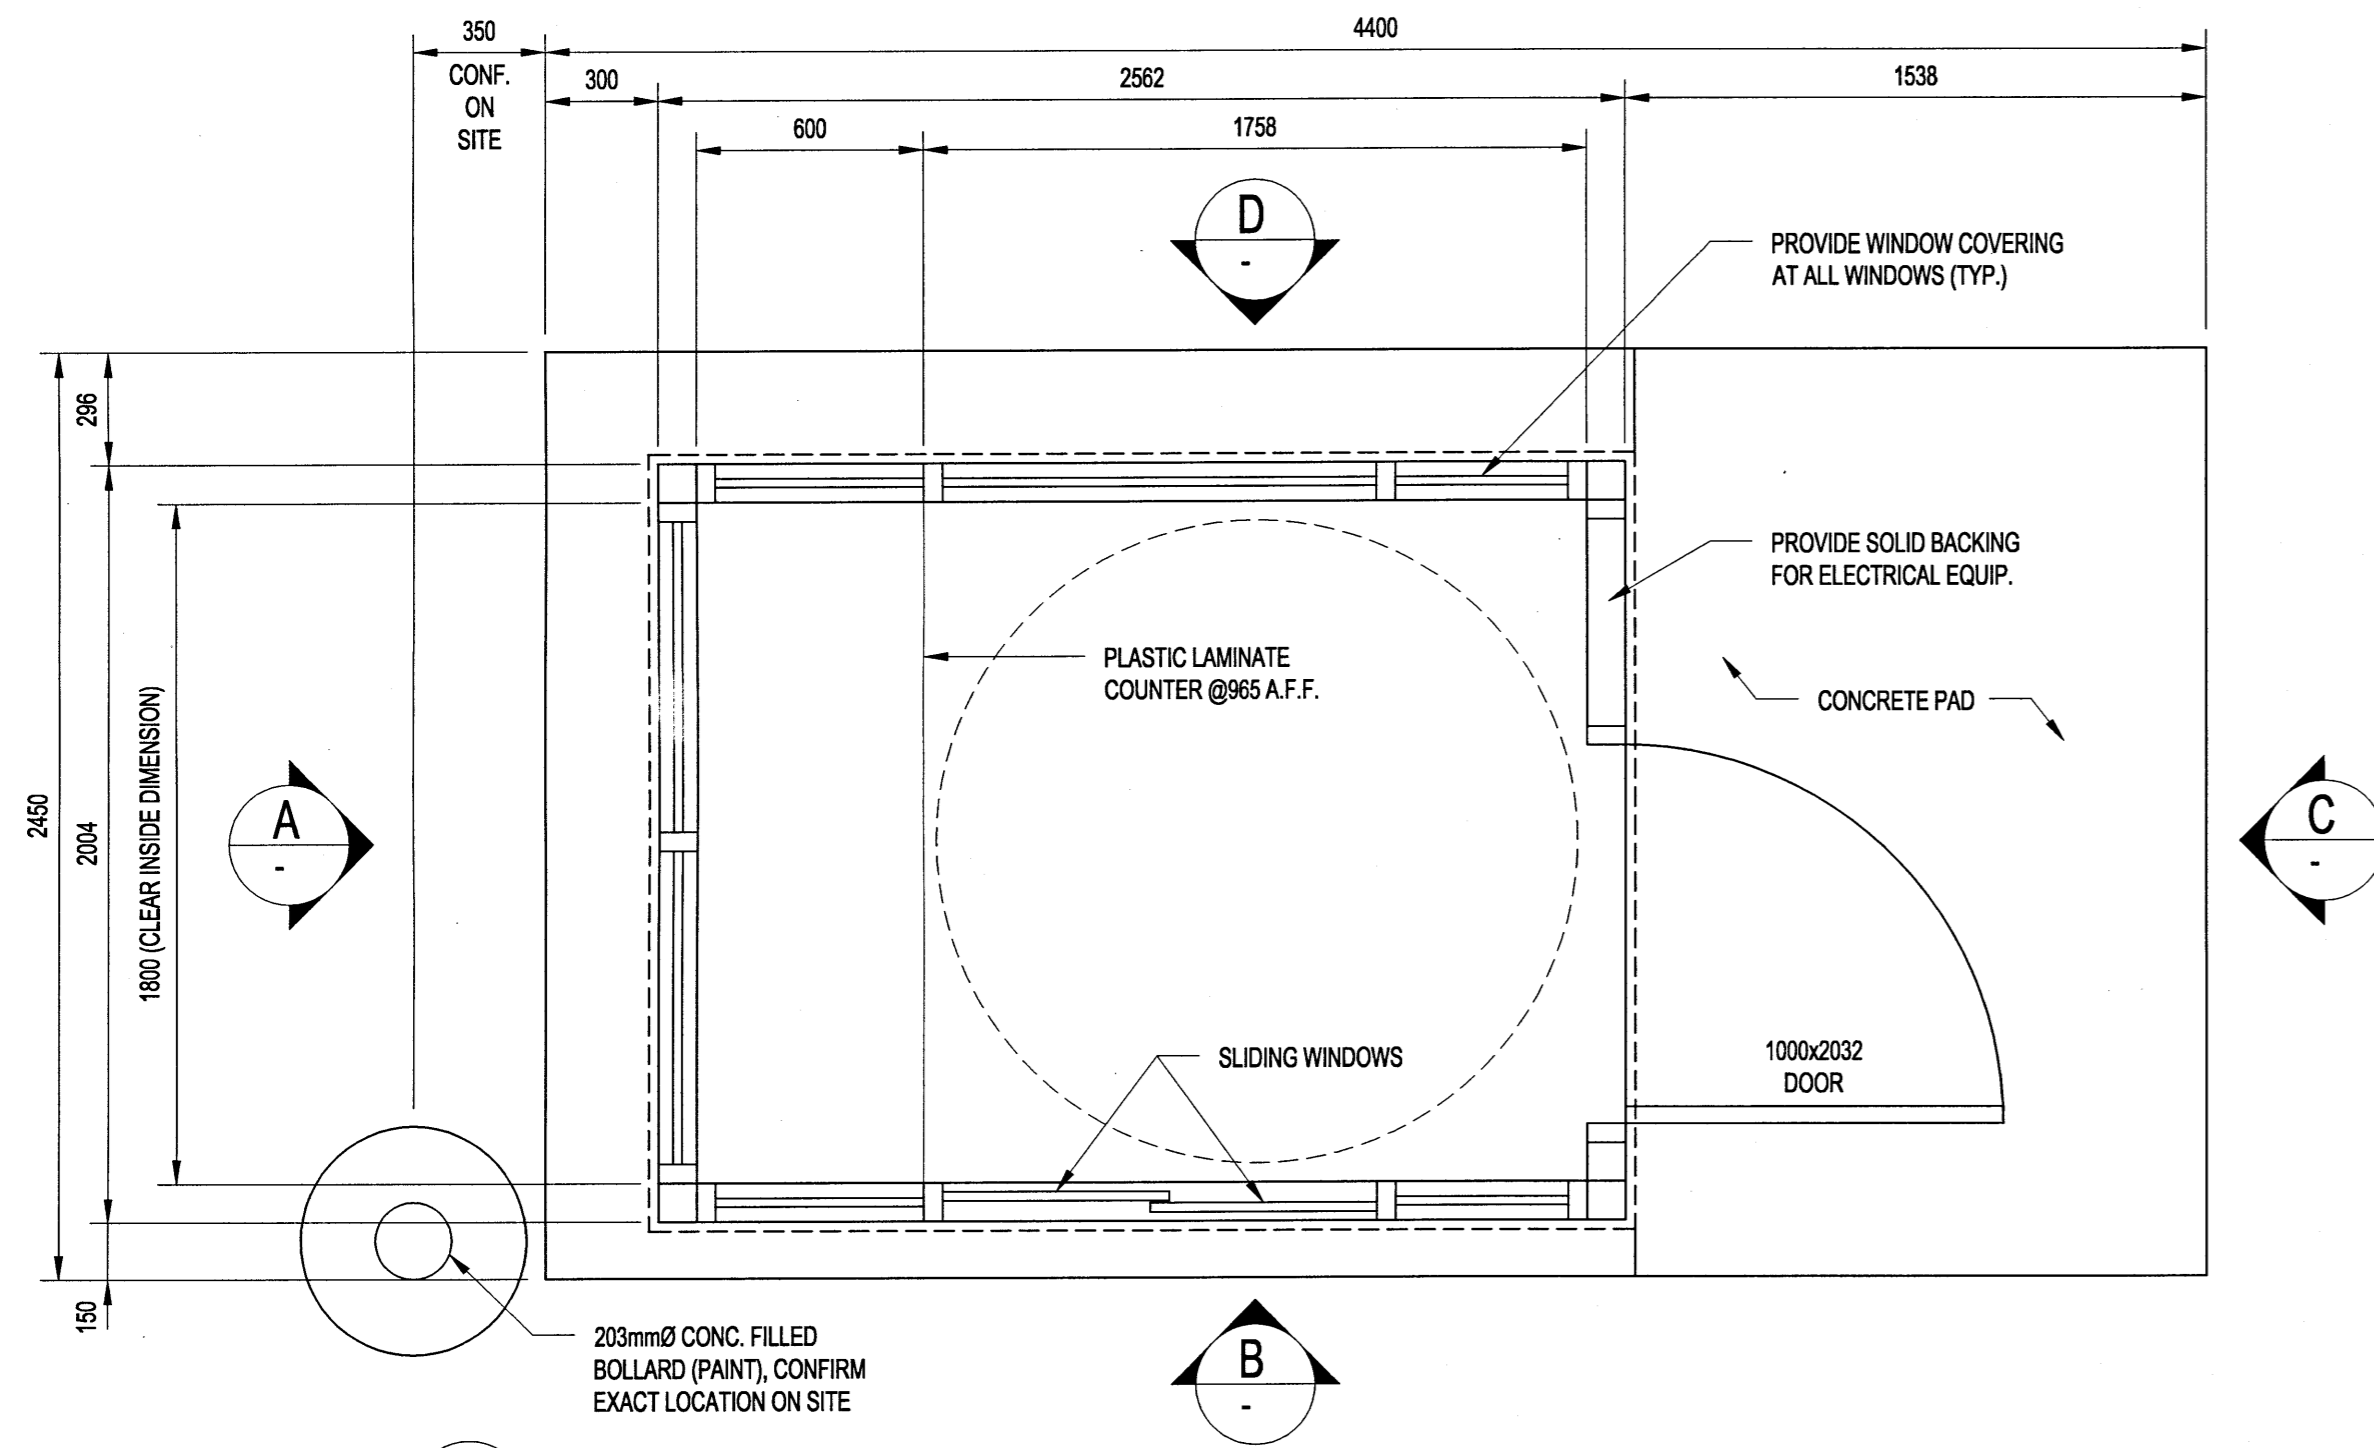 350
4400
CONF.
ON
SITE
300
2562
1538
600
1758
D
-
PROVIDE WINDOW COVERING
AT ALL WINDOWS (TYP.)
296
PROVIDE SOLID BACKING
FOR ELECTRICAL EQUIP.
PLASTIC LAMINATE
COUNTER @965 A.F.F.
CONCRETE PAD
2450
2004
1800 (CLEAR INSIDE DIMENSION)
A
-
C
-
SLIDING WINDOWS
1000x2032
DOOR
150
203mmØ CONC. FILLED
BOLLARD (PAINT), CONFIRM
EXACT LOCATION ON SITE
B
-